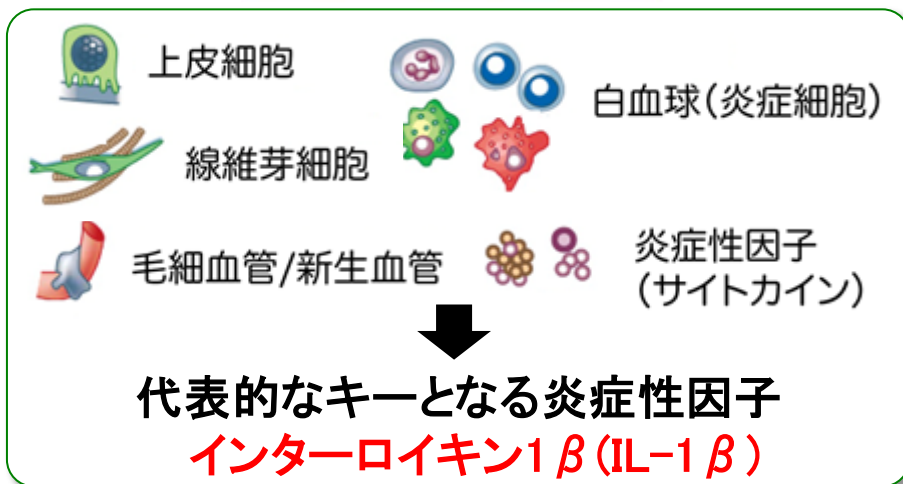 上皮細胞
白血球(炎症細胞)
線維芽細胞
毛細血管/新生血管
炎症性因子
(サイトカイン)
代表的なキーとなる炎症性因子
インターロイキン1β(IL-1β)